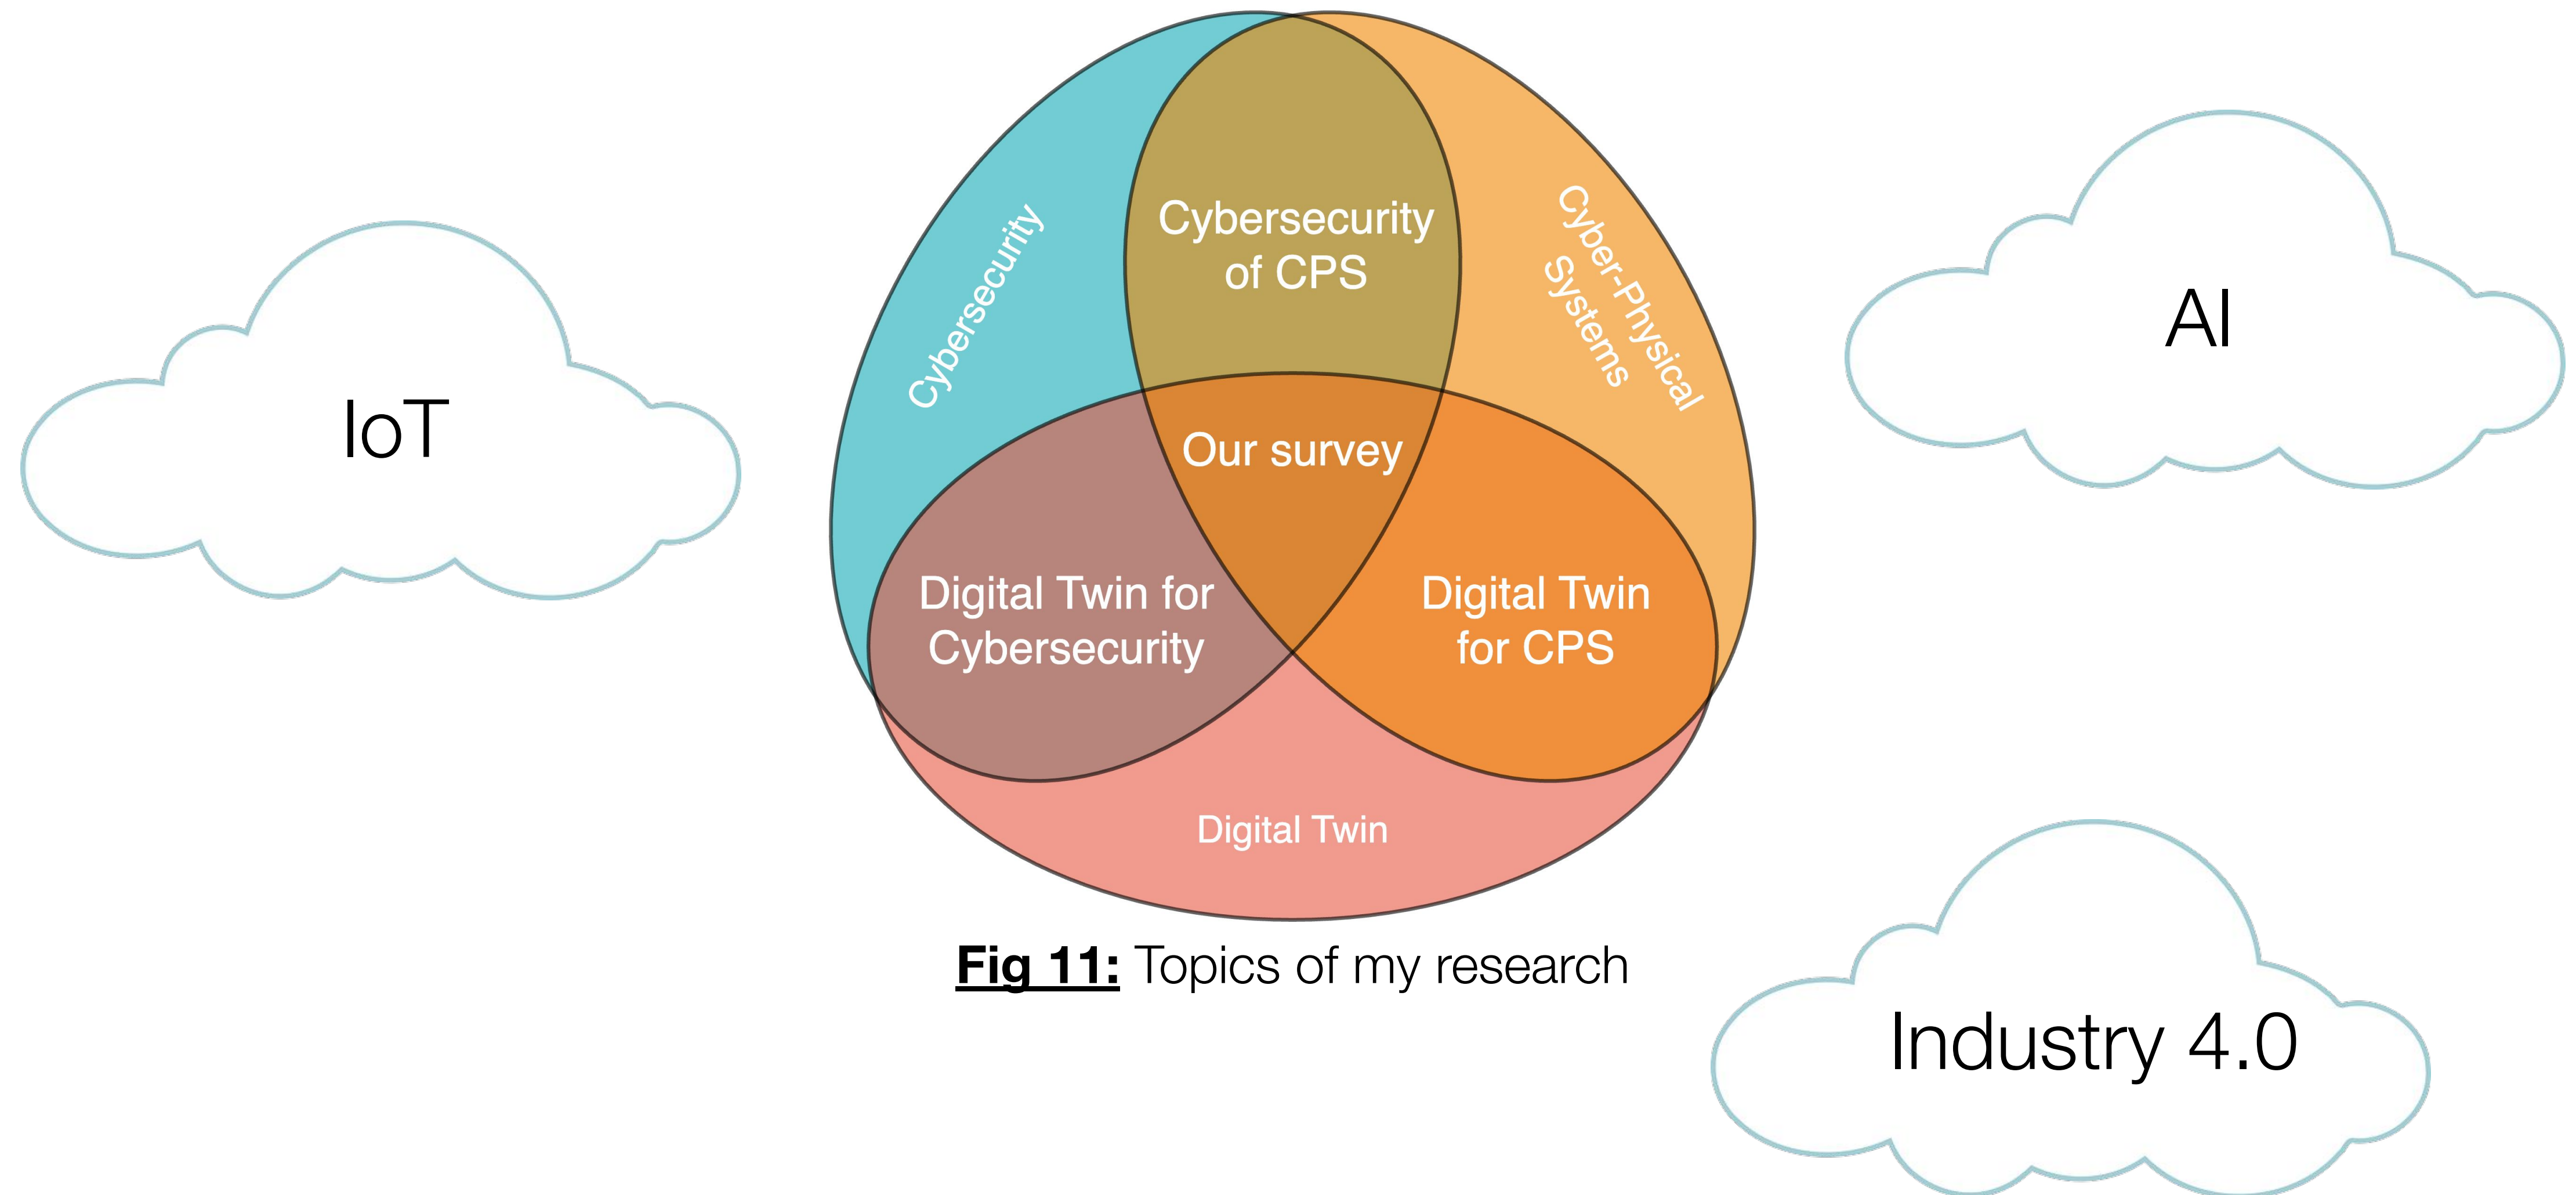 IoT
Cybersecurity
Cybersecurity
of CPS
Cyber-Physical
Systems
AI
Our survey
Digital Twin for
Cybersecurity
Digital Twin
for CPS
Digital Twin
Fig 11: Topics of my research
Industry 4.0